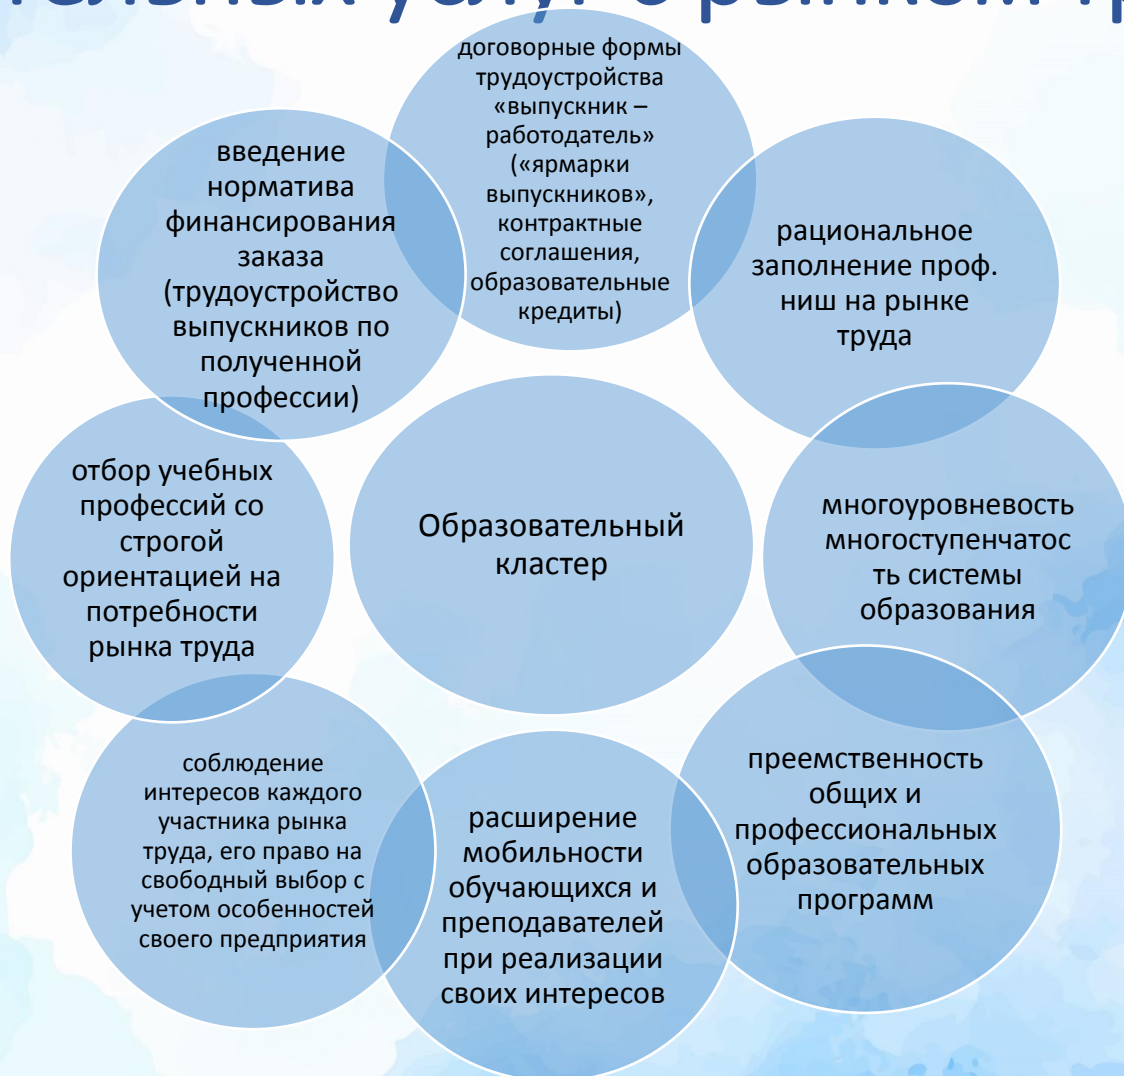 услуг с рынком
договорные формы
трудоустройства
«выпускник –
работодатель»
(«ярмарки
выпускников»,
контрактные
соглашения,
образовательные
кредиты)
рациональное
заполнение проф.
ниш на рынке
труда
многоуровневость
многоступенчатос
ть системы
образования
преемственность
общих и
профессиональных
образовательных
программ
расширение
мобильности
обучающихся и
преподавателей
при реализации
своих интересов
соблюдение
интересов каждого
участника рынка
труда, его право на
свободный выбор с
учетом особенностей
своего предприятия
отбор учебных
профессий со
строгой
ориентацией на
потребности
рынка труда
введение
норматива
финансирования
заказа
(трудоустройство
выпускников по
полученной
профессии)
Образовательный
кластер